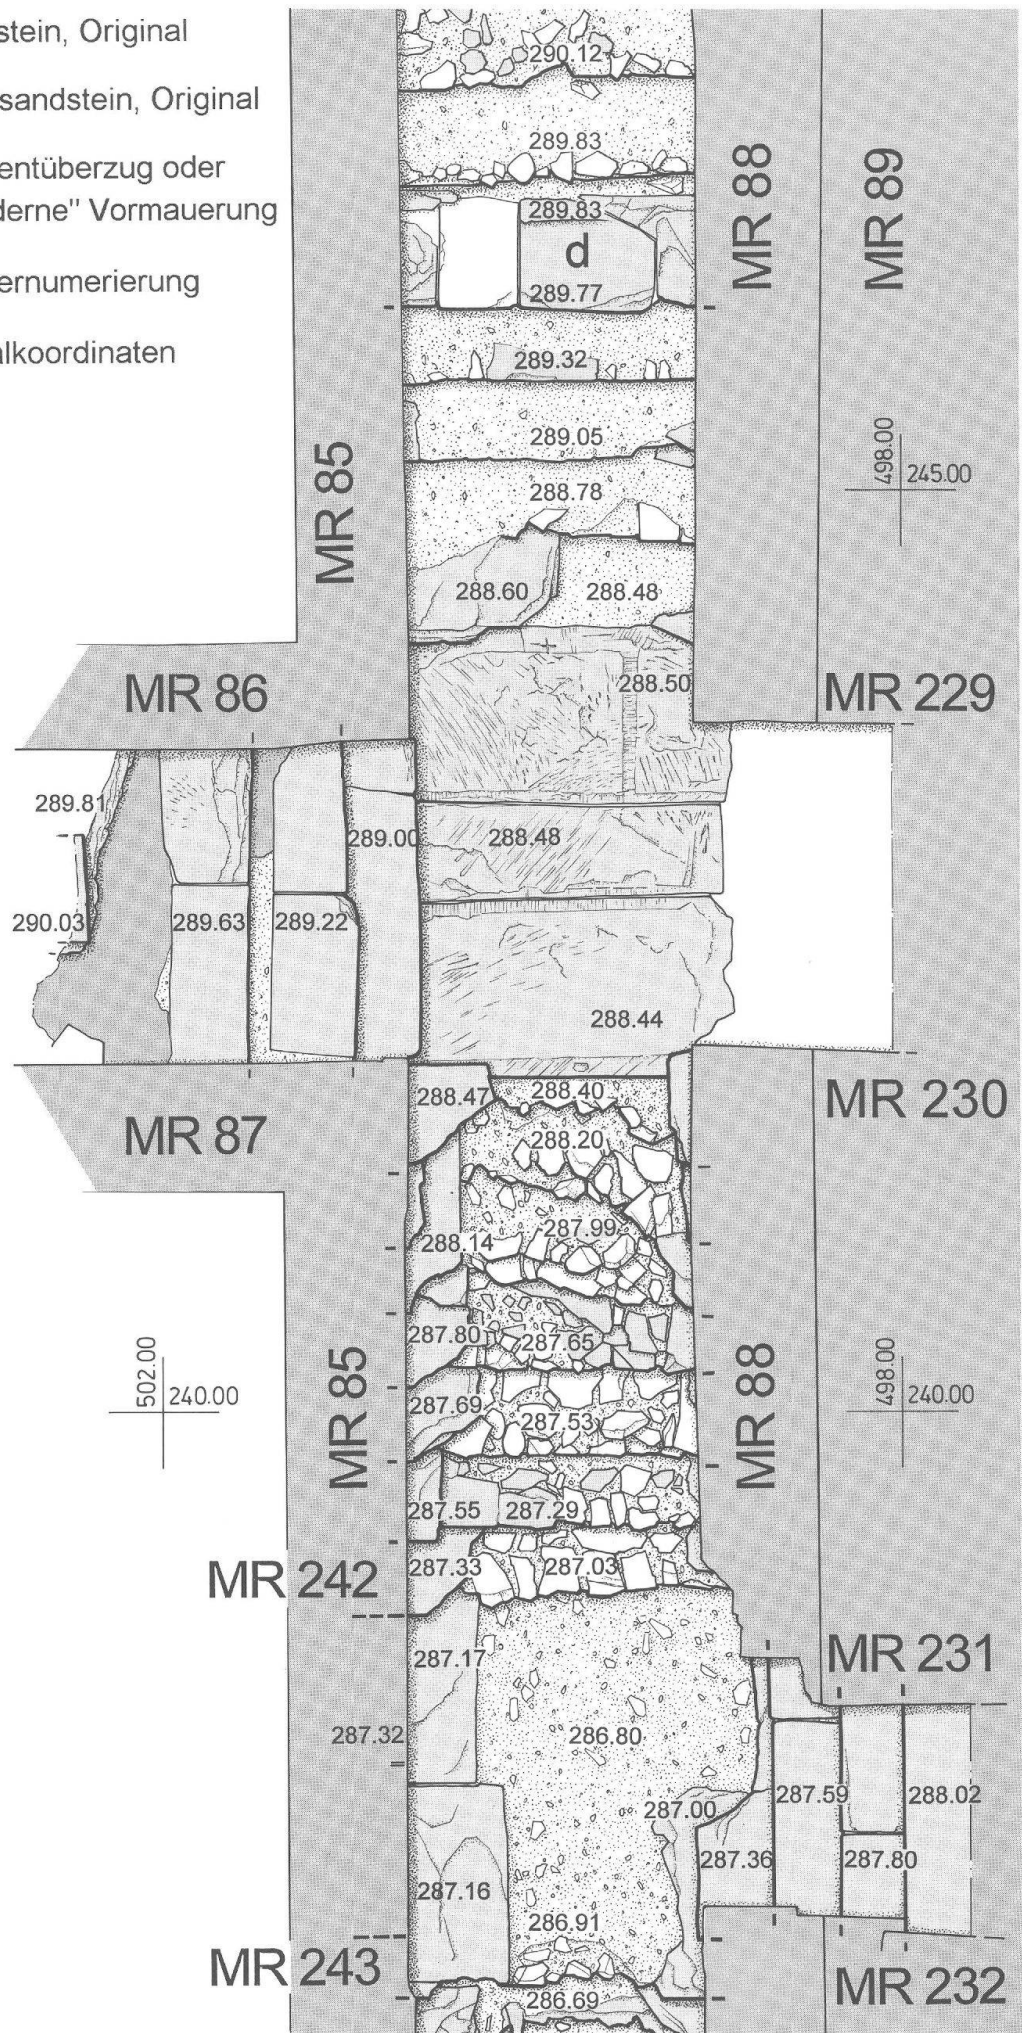 stein, Original
sandstein, Original
entüberzug oder
derne" Vormauerung
ernumerierung
alkoordinaten
290.12
289.83
MR 88
MR 89
289.83
d
289.77
289.32
498.00
245.00
289.05
MR 85
288.78
288.60
288.48
MR 86
288.50
MR 229
289.81
289.00
288.48
290.03
289.63
289.22
288.44
288.47
288.40
MR 230
MR 87
288.20
287.99
288.14
287.80
287.65
502.00
240.00
MR 85
MR 88
498.00
240.00
287.69
287.53
287.55
287.29
MR 242
287.33
287.03
287.17
MR 231
287.32
286.80
287.00
287.59
288.02
287.36
287.80
287.16
286.91
MR 243
MR 232
286.69